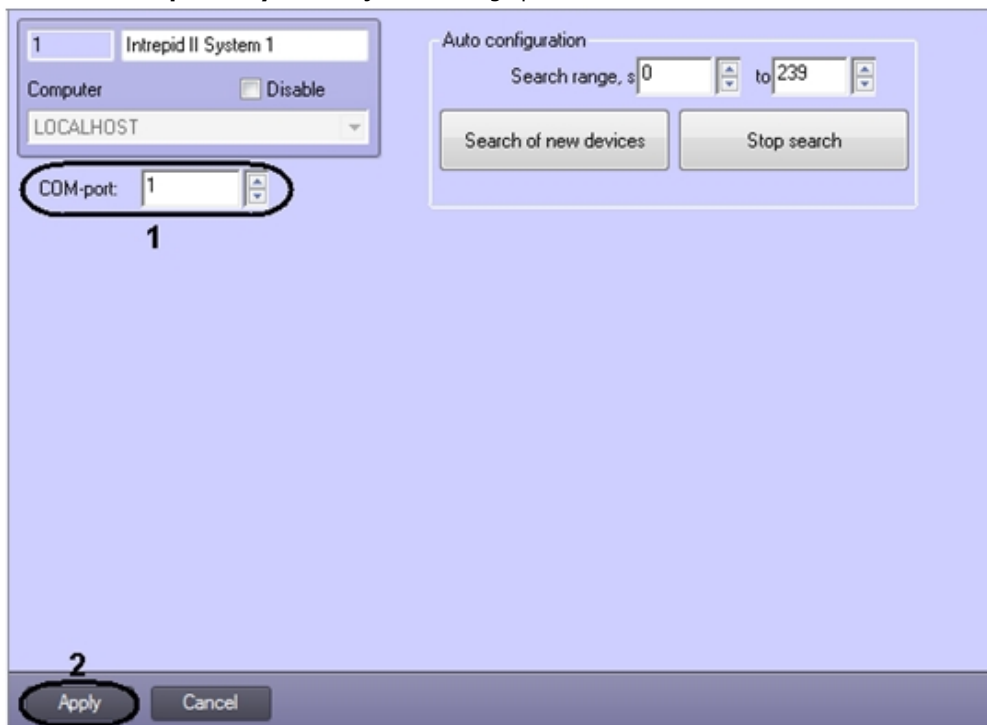 1 Intrepid II System 1
Computer Disable
LOCALHOST
COM-port: 1
1
Auto configuration
Search range, s 0 to 239
Search of new devices Stop search
2
Apply Cancel